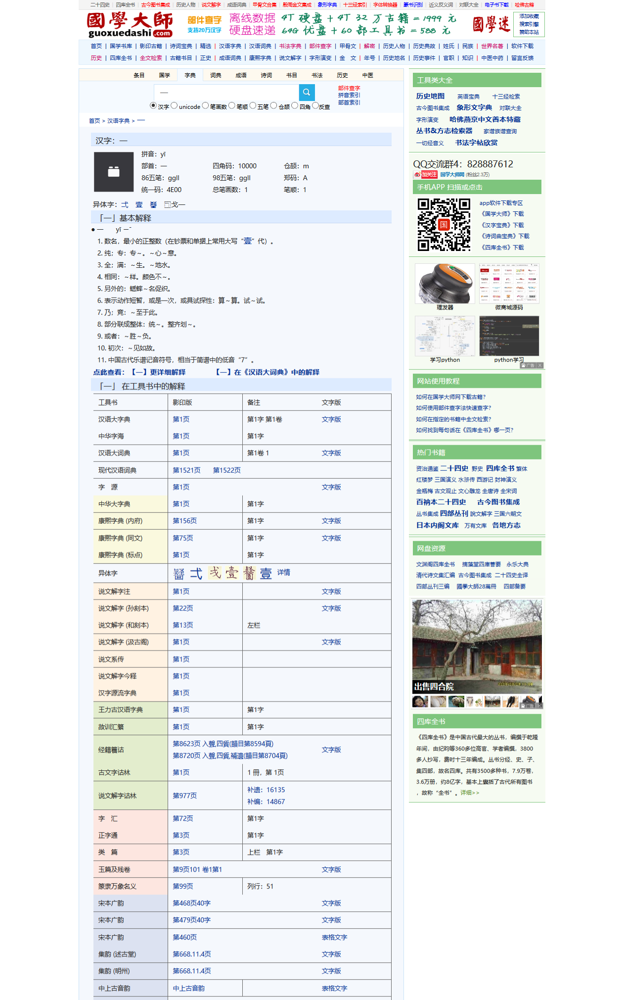 二十四史 | 四库全书 | 古今图书集成 | 历史人物 | 说文解字 | 成语词典 | 甲骨文合集 | 殷周金文集成 | 象形字典 | 十三经索引 | 字体转换器 | 篆书识别 | 近义反义词 | 对联大全 | 电子书下载 | 哈佛古籍
國學大師
guoxuedashi.com
部件查字
支持20万汉字
离线数据
硬盘速递
4T 硬盘 + 4T 32 万古籍 = 1999 元
64G 优盘 + 60 部工具书 = 588 元
國學迷
添加收藏
搜索引擎
赞助本站
首页 | 国学书库 | 影印古籍 | 诗词宝典 | 精选 | 汉语字典 | 汉语词典 | 书法字典 | 部件查字 | 甲骨文 | 解密 | 历史人物 | 历史典故 | 姓氏 | 民族 | 世界名著 | 软件下载
历史 | 四库全书 | 全文检索 | 古籍书目 | 正史 | 成语词典 | 康熙字典 | 说文解字 | 字形演变 | 金 文 | 年号 | 历史地名 | 历史事件 | 官职 | 知识 | 中医中药 | 留言反馈
条目 国学 字典 词典 成语 诗词 书目 书法 历史 中医
一
部件查字
拼音索引
部首索引
汉字 unicode 笔画数 笔顺 五笔 仓颉 四角 反查
首页 > 汉语字典 > 一
汉字：一
拼音：yī
部首：一 四角码：10000 仓颉：m
86五笔：ggll 98五笔：ggll 郑码：A
统一码：4E00 总笔画数：1 笔顺：1
异体字：弌 壹
「一」基本解释
● 一 yī ㄧˉ
1. 数名，最小的正整数（在钞票和单据上常用大写“壹”代）。
2. 纯；专：专～。～心～意。
3. 全；满：～生。～地水。
4. 相同：～样。颜色不～。
5. 另外的：蟋蟀～名促织。
6. 表示动作短暂，或是一次，或具试探性：算～算。试～试。
7. 乃；竟：～至于此。
8. 部分联成整体：统～。整齐划～。
9. 或者：～胜～负。
10. 初次：～见如故。
11. 中国古代乐谱记音符号，相当于简谱中的低音“7”。
点此查看：【一】更详细解释 【一】在《汉语大词典》中的解释
「一」 在工具书中的解释
工具书 影印版 备注 文字版
汉语大字典 第1页 第1字 第1卷 文字版
中华字海 第1页 第1字
汉语大词典 第1页 第1卷 1 文字版
现代汉语词典 第1521页 第1522页
字 源 第1页 文字版
中华大字典 第1页 第1字
康熙字典 (内府) 第156页 第1字 文字版
康熙字典 (同文) 第75页 第1字 文字版
康熙字典 (标点) 第1页 第1字
异体字 弌 壹 壹 详情
说文解字注 第1页 文字版
说文解字 (孙刻本) 第22页 文字版
说文解字 (和刻本) 第13页 左栏
说文解字 (汲古阁) 第1页 文字版
说文系传 第1页
说文解字今释 第1页
汉字源流字典 第1页
王力古汉语字典 第1页 第1字
故训汇纂 第1页 第1字
经籍籑诂 第8623页 入聲,四質(韻目第8594頁) 文字版
第8720页 入聲,四質,補遺(韻目第8704頁)
古文字诂林 第1页 1 冊，第 1页
说文解字诂林 第977页 补遗：16135
补编：14867
字 汇 第72页 第1字
正字通 第3页 第1字
类 篇 第3页 上栏 第1字
玉篇及残卷 第9页101 卷1第1 文字版
篆隶万象名义 第99页 列行：51
宋本广韵 第468页40字 文字版
宋本广韵 第479页40字 文字版
宋本广韵 第460页 表格文字
集韵 (述古堂) 第668.11.4页 文字版
集韵 (明州) 第668.11.4页 文字版
中上古音韵 中上古音韵 表格文字
工具类大全
历史地图 英语宝典 十三经检索
古今图书集成 象形文字典 对联大全
字形演变 哈佛燕京中文善本特藏
丛书&方志检索器 家谱族谱查询
一切经音义 书法字帖欣赏
QQ交流群4：828887612
加关注 国学大师网 (粉丝2.3万)
手机APP 扫描或点击
国
app软件下载专区
《国学大师》下载
《汉字宝典》下载
《诗词曲宝典》下载
《四库全书》下载
理发器 微商城源码
学习python python学习
广告 X
网站使用教程
如何在国学大师网下载古籍？
如何使用部件查字法快速查字？
如何在指定的书籍中全文检索？
如何找到每句话在《四库全书》哪一页？
热门书籍
资治通鉴 二十四史 野史 四库全书 繁体
红楼梦 三国演义 水浒传 西游记 封神演义
金瓶梅 古文观止 文心雕龙 全唐诗 全宋词
百衲本二十四史 古今图书集成
丛书集成 四部丛刊 說文解字 三国六朝文
日本内阁文库 万有文库 各地方志
网盘资源
文渊阁四库全书 摛藻堂四庫薈要 永乐大典
清代诗文集汇编 古今图书集成 二十四史全译
四部丛刊三编 國學大師28萬冊 四部备要
出售四合院
广告 X
四库全书
《四库全书》是中国古代最大的丛书，编撰于乾隆
年间，由纪昀等360多位高官、学者编撰，3800
多人抄写，费时十三年编成。丛书分经、史、子、
集四部，故名四库。共有3500多种书，7.9万卷，
3.6万册，约8亿字，基本上囊括了古代所有图书
，故称“全书”。详细>>